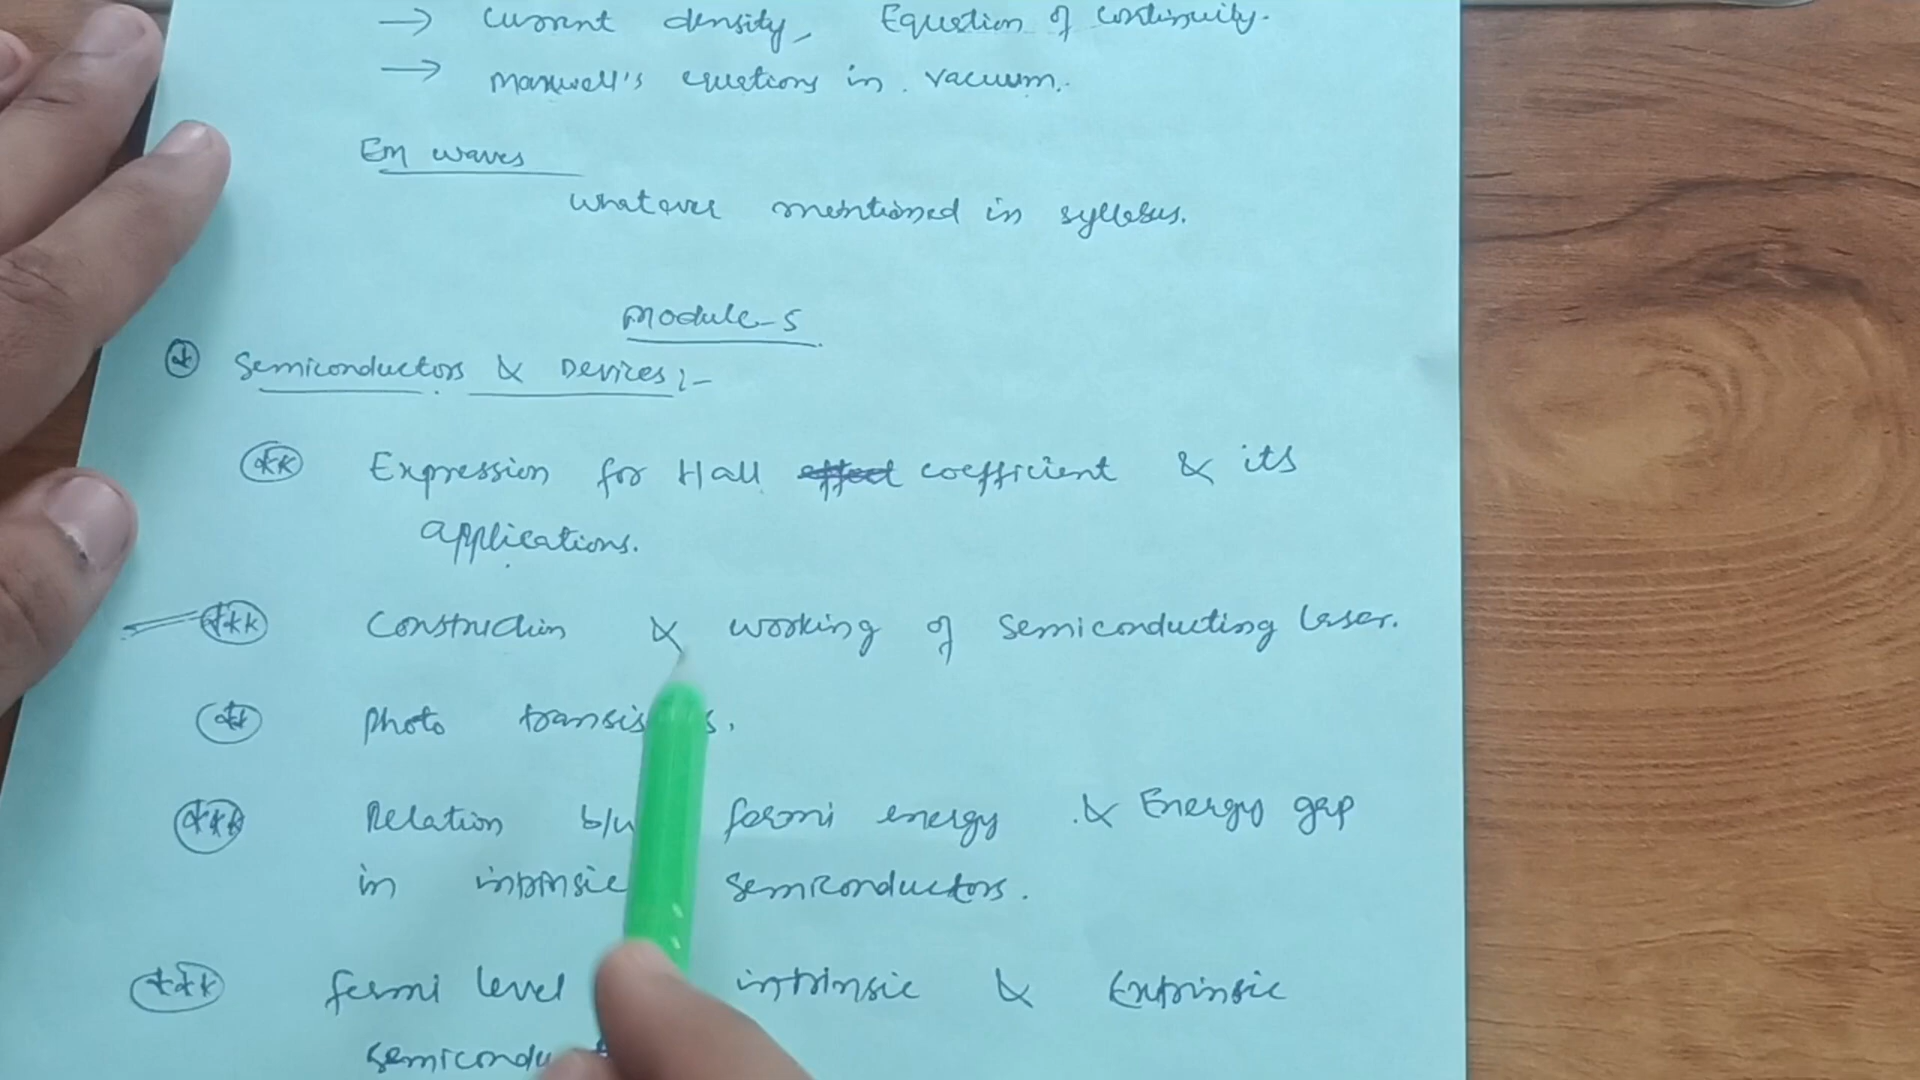 → Current density, Equation of continuity.
→ Maxwell's equations in vacuum.
Em waves
whatever mentioned in syllabus.
Module-5
* Semiconductors & Devices:-
** Expression for Hall coefficient & its
applications.
*** Construction & working of semiconducting laser.
** Photo
*** Relation fermi energy & Energy gap
in semiconductors.
*** fermi level intrinsic & Extrinsic